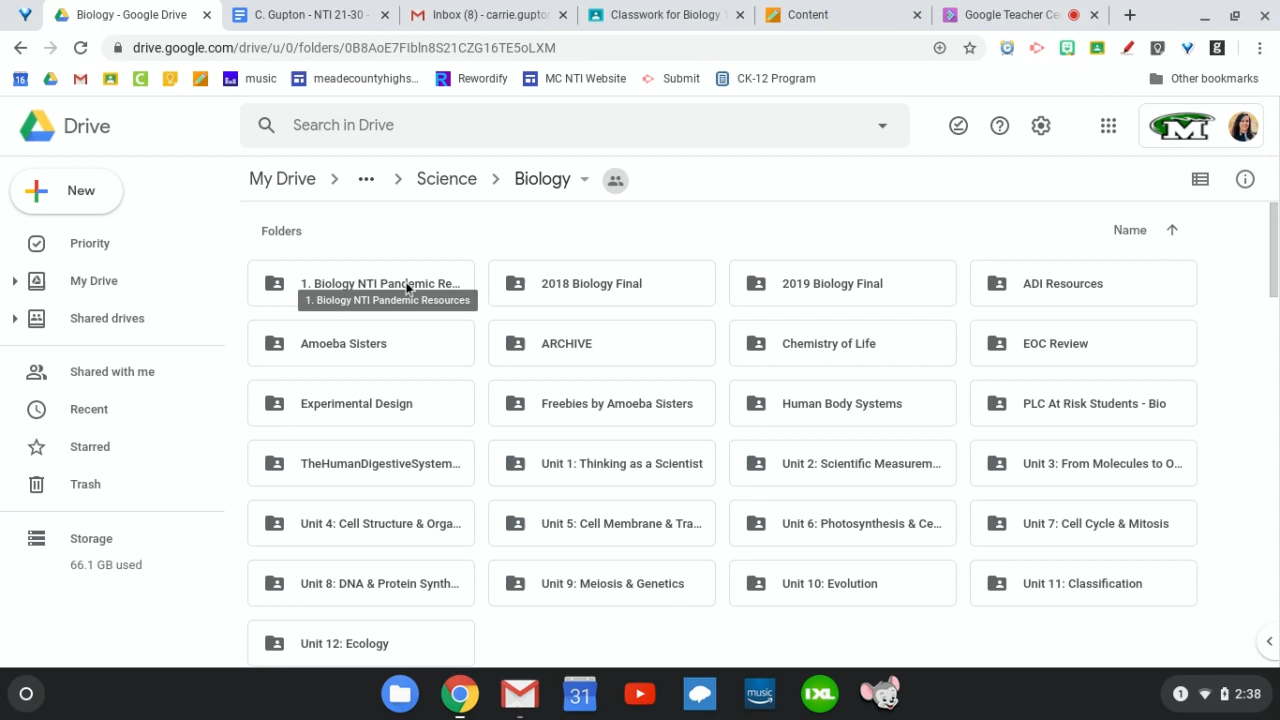 Biology - Google Drive
C. Gupton - NTI 21-30 -
Inbox (8) - carrie.gupto
Classwork for Biology
Content
Google Teacher Ce
drive.google.com/drive/u/0/folders/0B8AoE7FIbln8S21CZG16TE5oLXM
music
meadecountyhighs...
Rewordify
MC NTI Website
Submit
CK-12 Program
Other bookmarks
Drive
Search in Drive
M
New
My Drive
Science
Biology
Priority
My Drive
Shared drives
Shared with me
Recent
Starred
Trash
Storage
66.1 GB used
Folders
Name
1. Biology NTI Pandemic Re...
2018 Biology Final
2019 Biology Final
ADI Resources
1. Biology NTI Pandemic Resources
Amoeba Sisters
ARCHIVE
Chemistry of Life
EOC Review
Experimental Design
Freebies by Amoeba Sisters
Human Body Systems
PLC At Risk Students - Bio
TheHumanDigestiveSystem...
Unit 1: Thinking as a Scientist
Unit 2: Scientific Measurem...
Unit 3: From Molecules to O...
Unit 4: Cell Structure & Orga...
Unit 5: Cell Membrane & Tra...
Unit 6: Photosynthesis & Ce...
Unit 7: Cell Cycle & Mitosis
Unit 8: DNA & Protein Synth...
Unit 9: Meiosis & Genetics
Unit 10: Evolution
Unit 11: Classification
Unit 12: Ecology
31
music
IXL
1
2:38